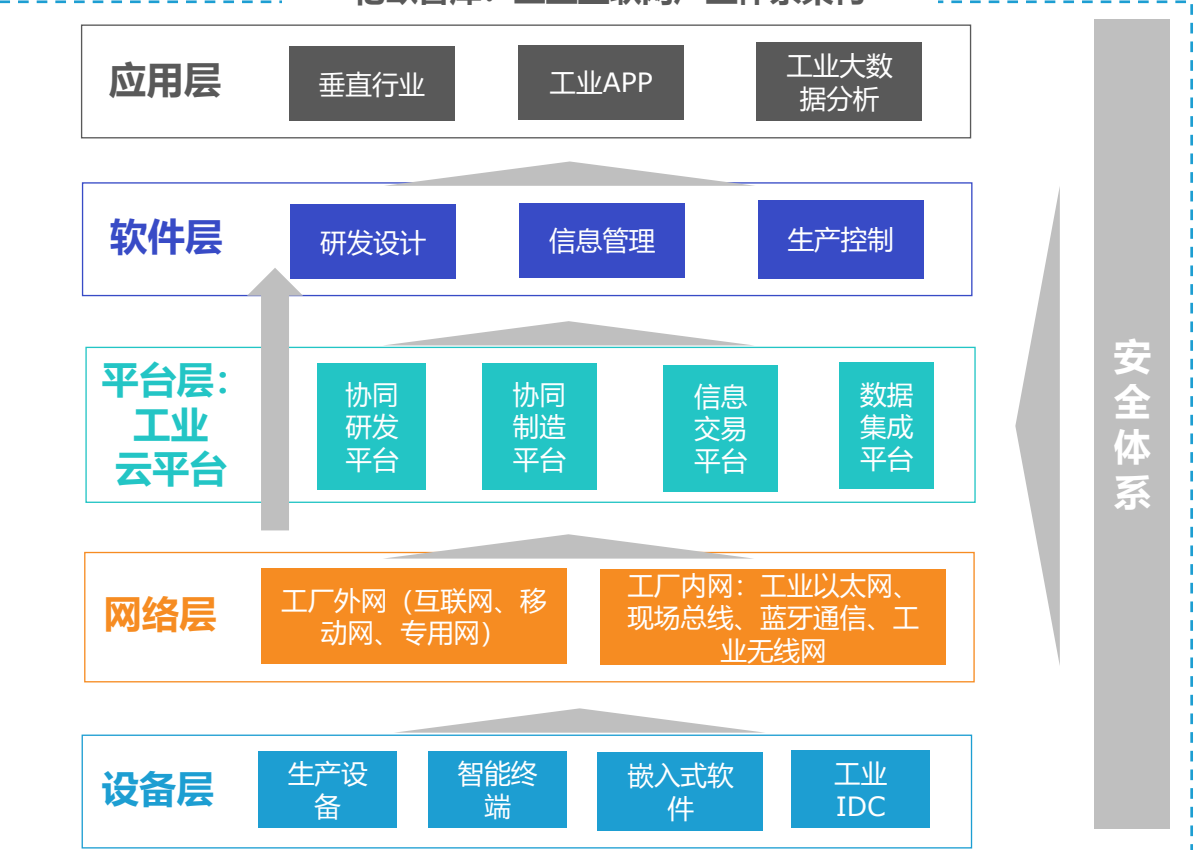 应用层
垂直行业
工业APP
工业大数
据分析
软件层
研发设计
信息管理
生产控制
平台层：
工业
云平台
协同
研发
平台
协同
制造
平台
信息
交易
平台
数据
集成
平台
网络层
工厂外网（互联网、移
动网、专用网）
工厂内网：工业以太网、
现场总线、蓝牙通信、工
业无线网
设备层
生产设
备
智能终
端
嵌入式软
件
工业
IDC
安
全
体
系